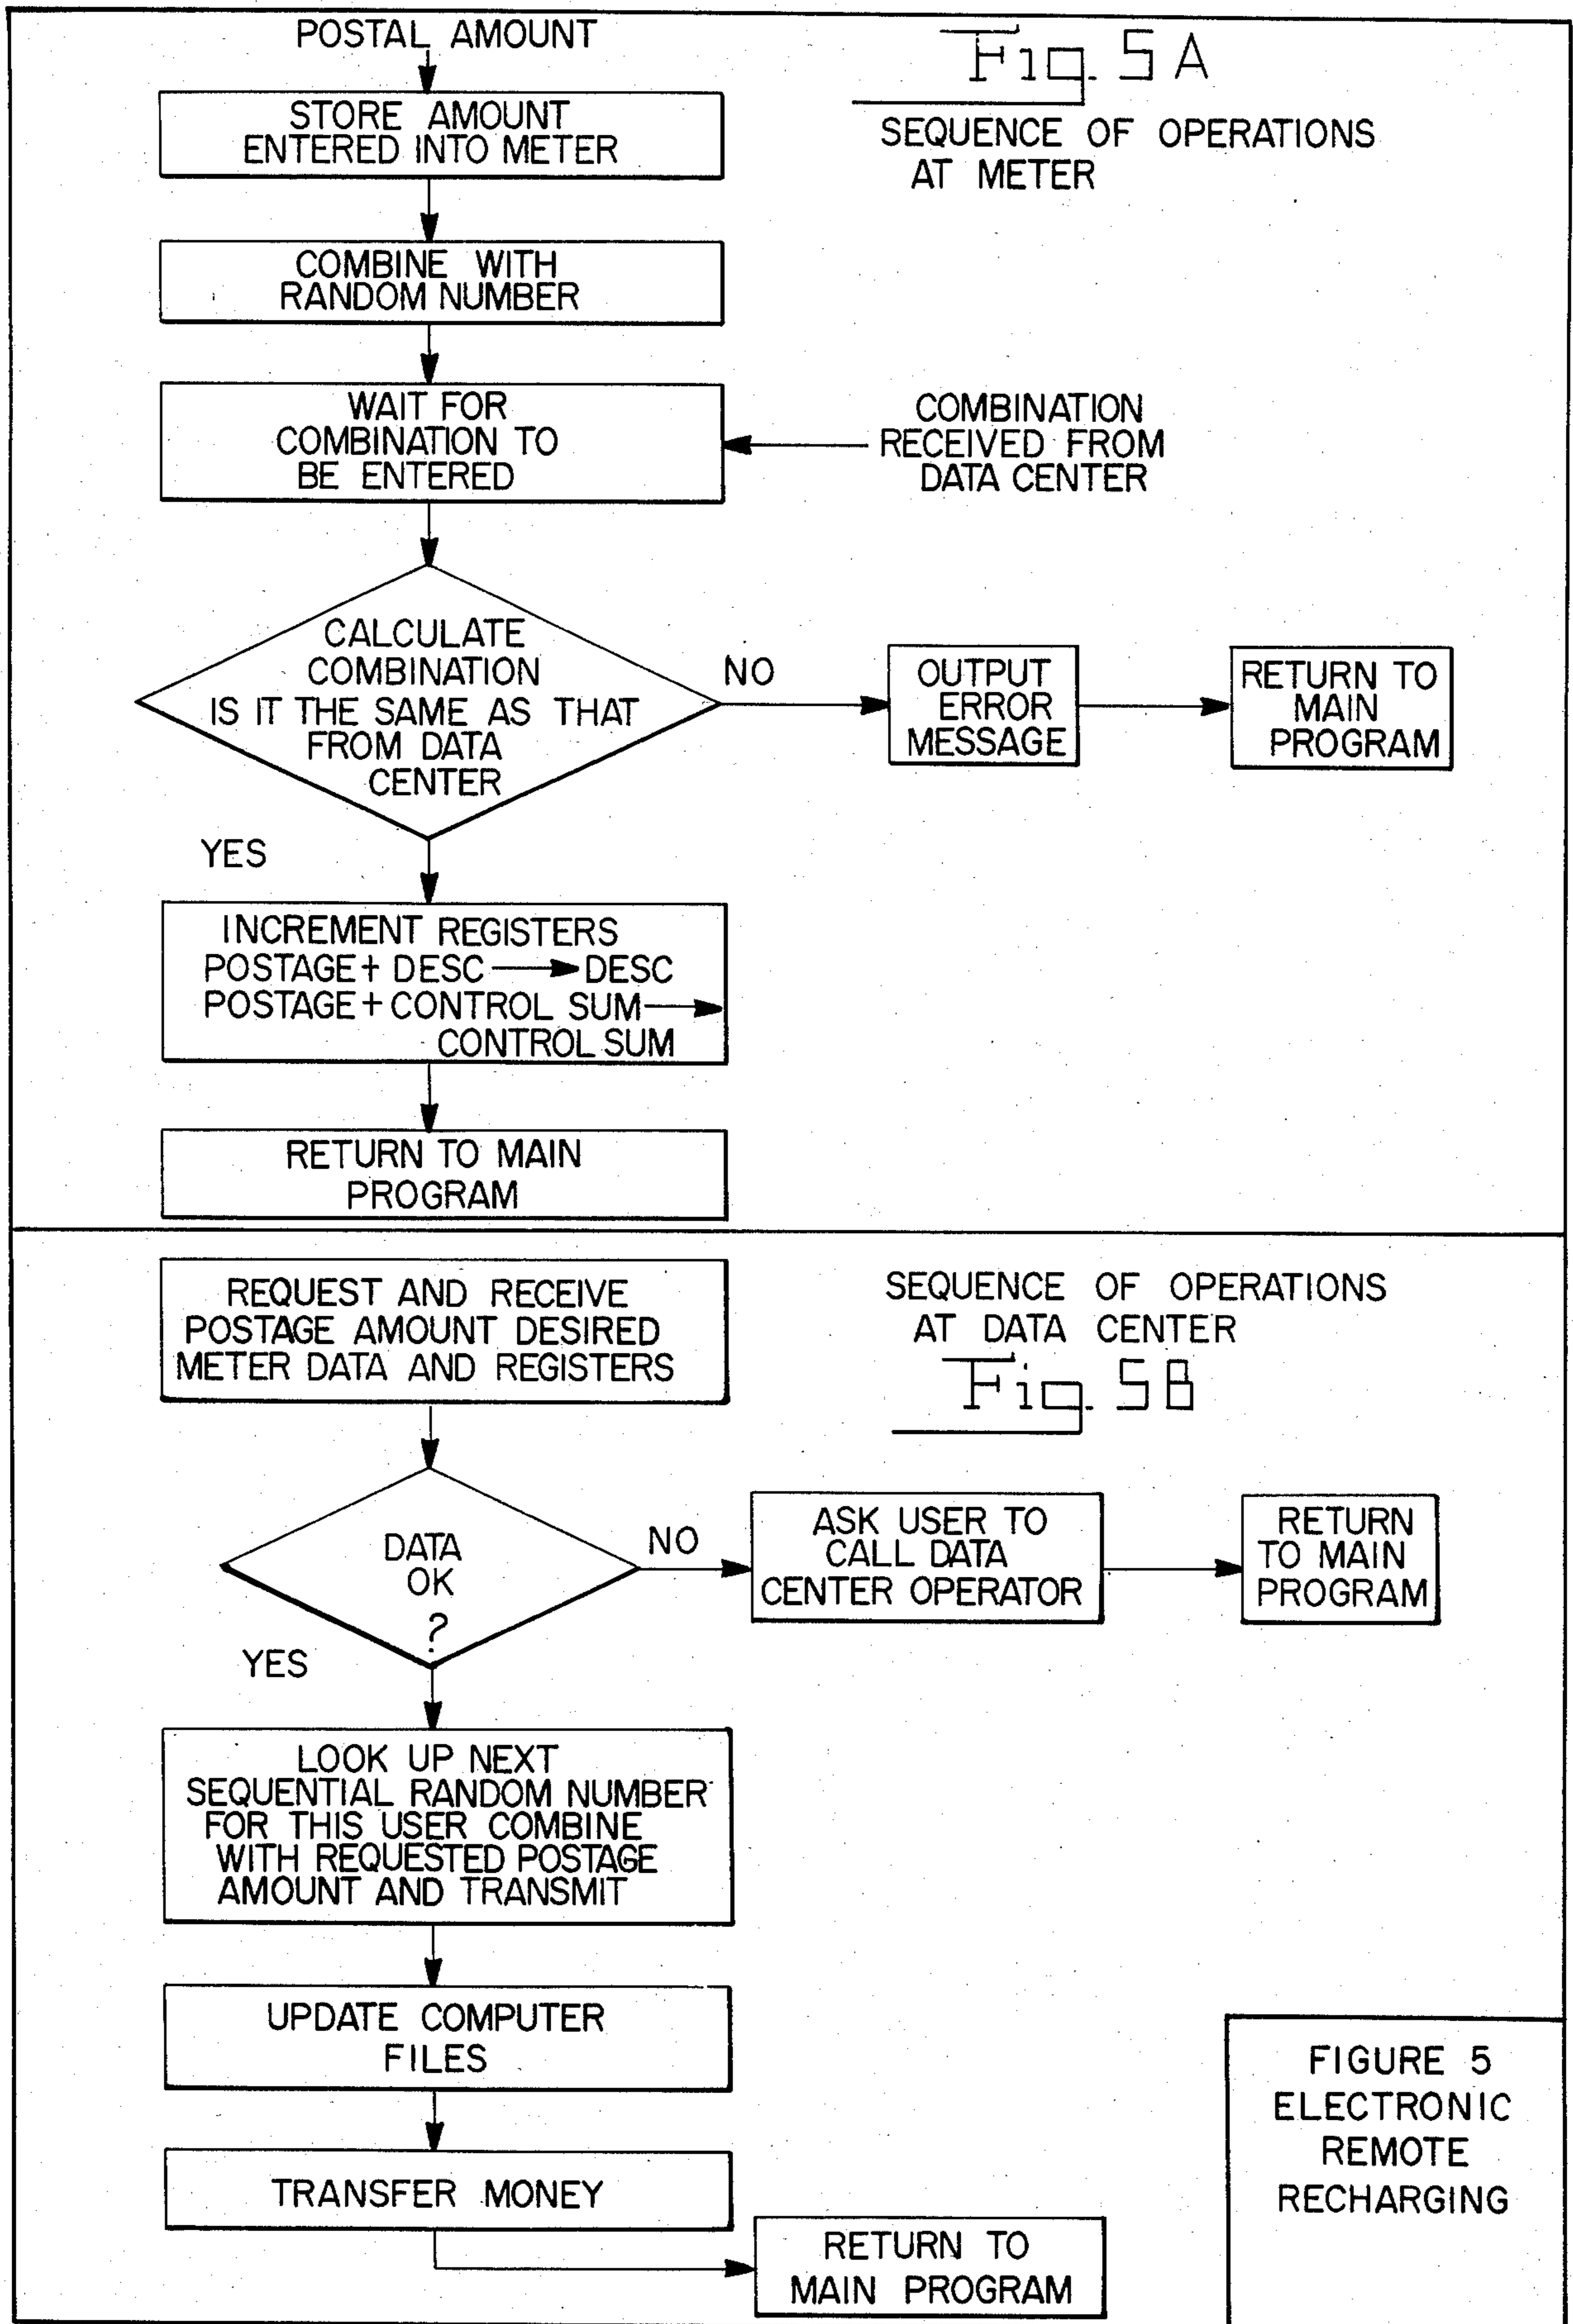 POSTAL AMOUNT
Fig. 5A
SEQUENCE OF OPERATIONS
AT METER
STORE AMOUNT
ENTERED INTO METER
COMBINE WITH
RANDOM NUMBER
WAIT FOR
COMBINATION TO
BE ENTERED
COMBINATION
RECEIVED FROM
DATA CENTER
CALCULATE
COMBINATION
IS IT THE SAME AS THAT
FROM DATA
CENTER
NO
OUTPUT
ERROR
MESSAGE
RETURN TO
MAIN
PROGRAM
YES
INCREMENT REGISTERS
POSTAGE + DESC → DESC
POSTAGE + CONTROL SUM →
CONTROL SUM
RETURN TO MAIN
PROGRAM
REQUEST AND RECEIVE
POSTAGE AMOUNT DESIRED
METER DATA AND REGISTERS
SEQUENCE OF OPERATIONS
AT DATA CENTER
Fig. 5B
DATA
OK
?
NO
ASK USER TO
CALL DATA
CENTER OPERATOR
RETURN
TO MAIN
PROGRAM
YES
LOOK UP NEXT
SEQUENTIAL RANDOM NUMBER
FOR THIS USER COMBINE
WITH REQUESTED POSTAGE
AMOUNT AND TRANSMIT
UPDATE COMPUTER
FILES
TRANSFER MONEY
RETURN TO
MAIN PROGRAM
FIGURE 5
ELECTRONIC
REMOTE
RECHARGING